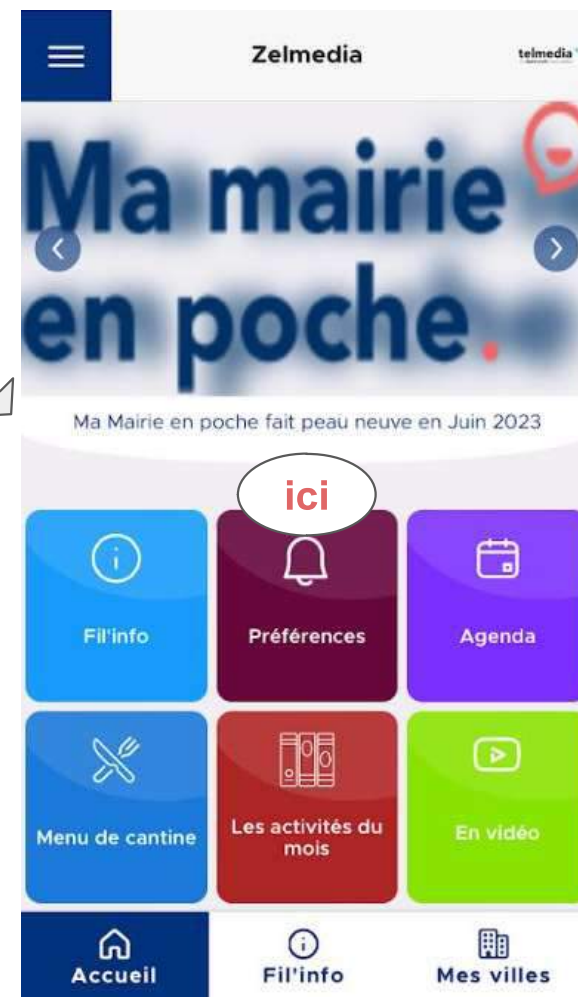 Zelmedia
telmedia
Ma mairie
en poche.
Ma Mairie en poche fait peau neuve en Juin 2023
ici
Fil'info
Préférences
Agenda
Menu de cantine
Les activités du
mois
En vidéo
Accueil
Fil'info
Mes villes